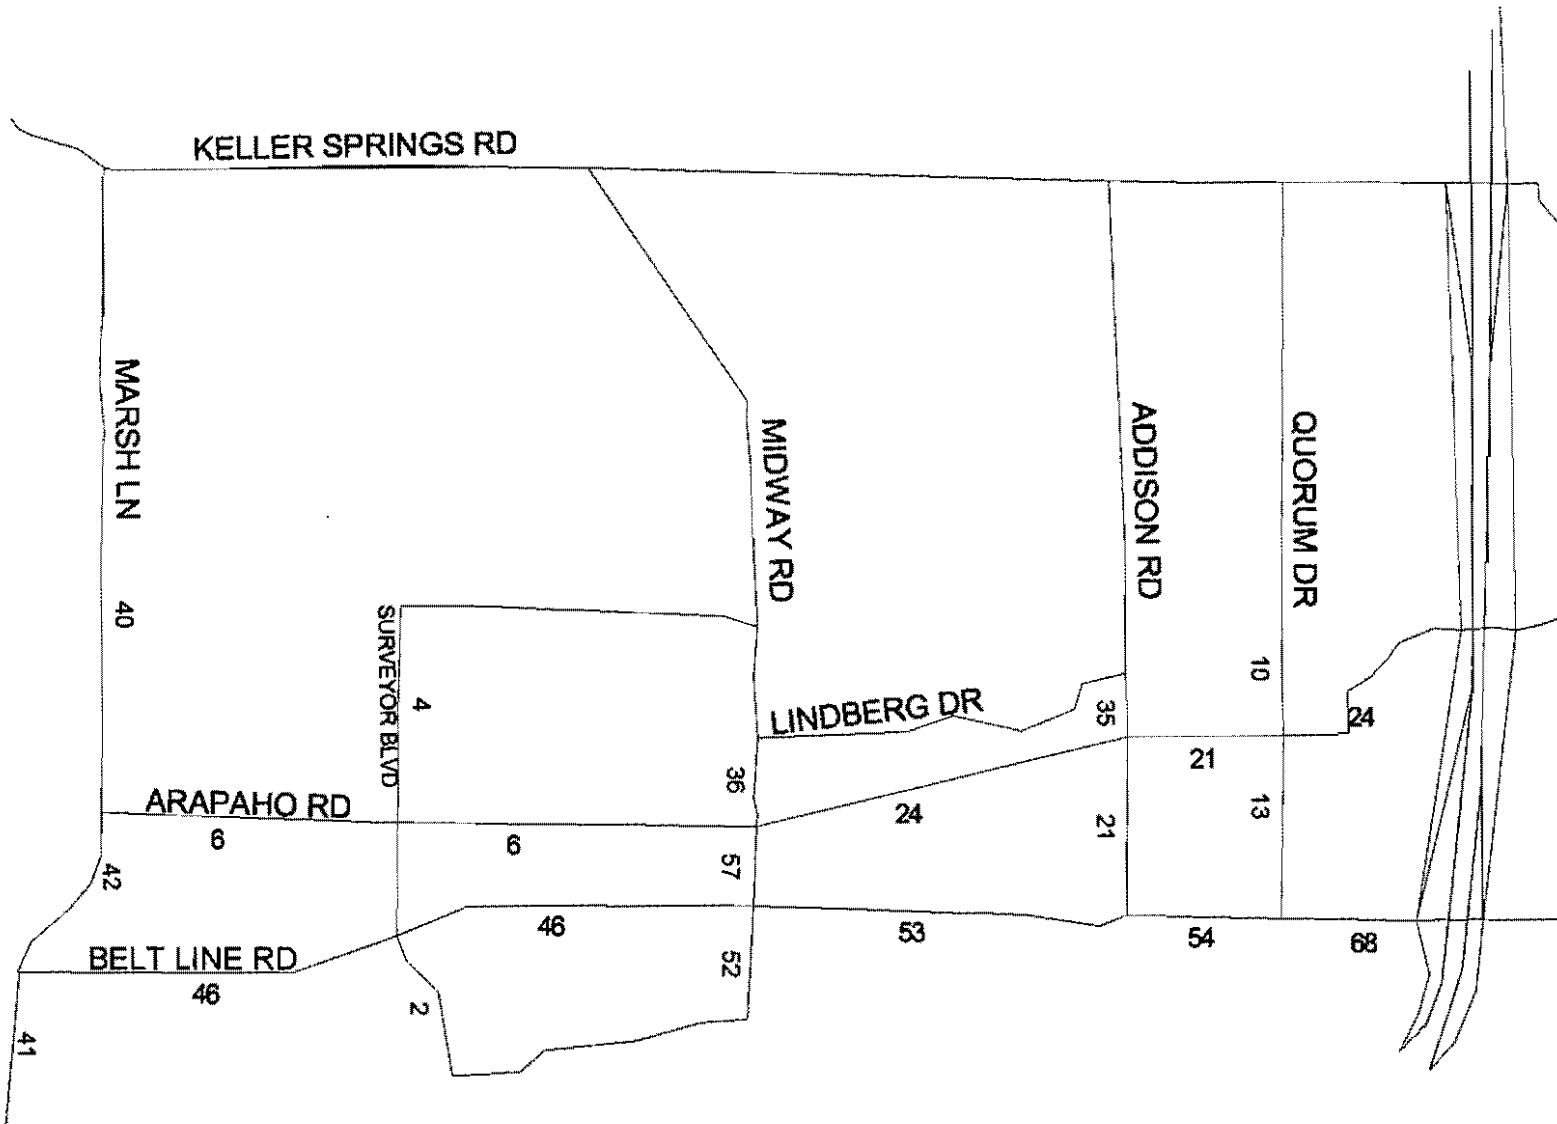 KELLER SPRINGS RD
MARSH LN
MIDWAY RD
ADDISON RD
QUORUM DR
40
SURVEYOR BLVD
4
LINDBERG DR
10
35
24
36
21
ARAPAHO RD
6
6
24
21
13
42
57
46
53
54
68
BELT LINE RD
46
52
2
41